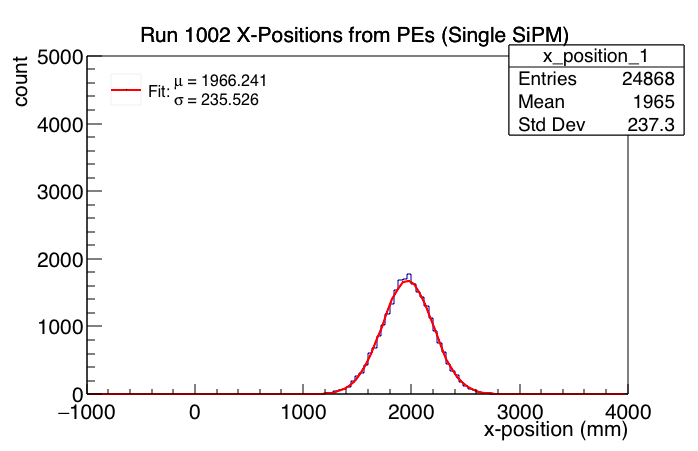 Run 1002 X-Positions from PEs (Single SiPM)
x_position_1
Entries 24868
Mean 1965
Std Dev 237.3
Fit: μ = 1966.241
σ = 235.526
count
5000
4000
3000
2000
1000
0
−1000 0 1000 2000 3000 4000
x-position (mm)